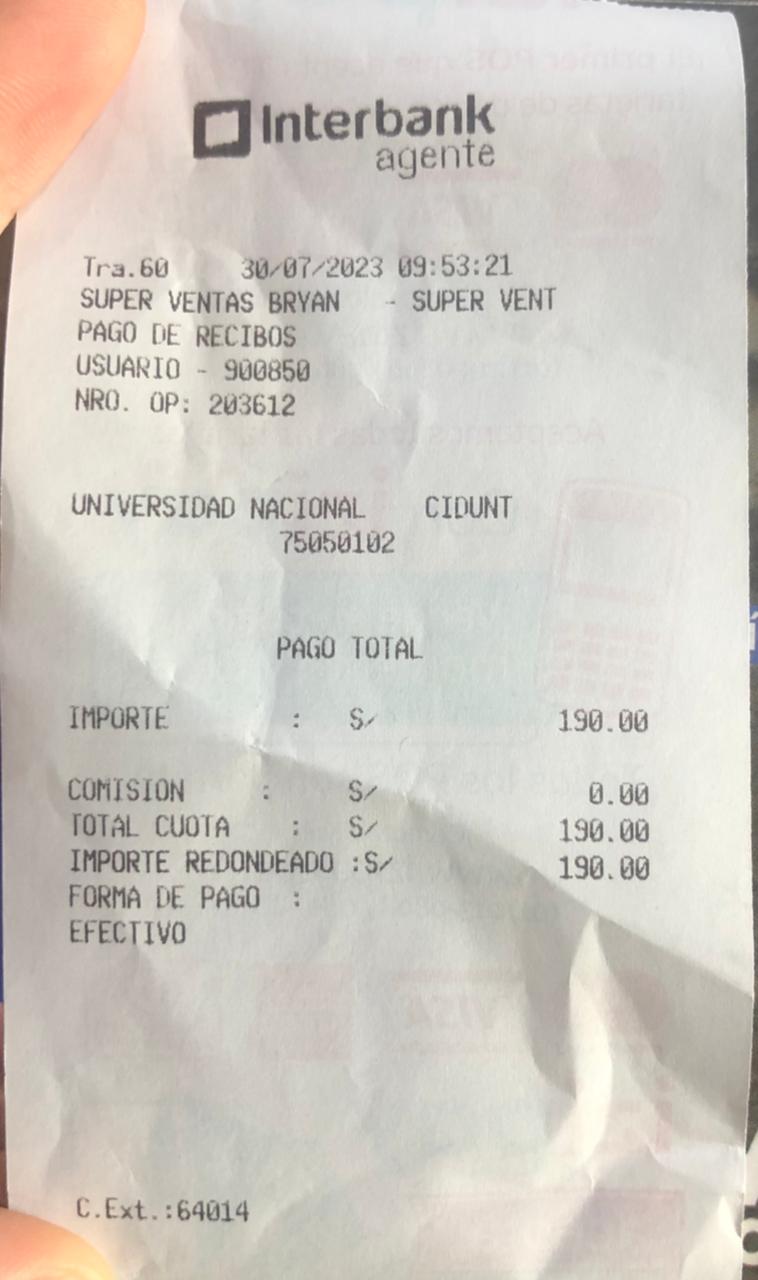 Interbank
agente
Tra.60 30/07/2023 09:53:21
SUPER VENTAS BRYAN - SUPER VENT
PAGO DE RECIBOS
USUARIO - 900850
NRO. OP: 203612
UNIVERSIDAD NACIONAL CIDUNT
75050102
PAGO TOTAL
IMPORTE : S/ 190.00
COMISION : S/ 0.00
TOTAL CUOTA : S/ 190.00
IMPORTE REDONDEADO :S/ 190.00
FORMA DE PAGO :
EFECTIVO
C.Ext.:64014